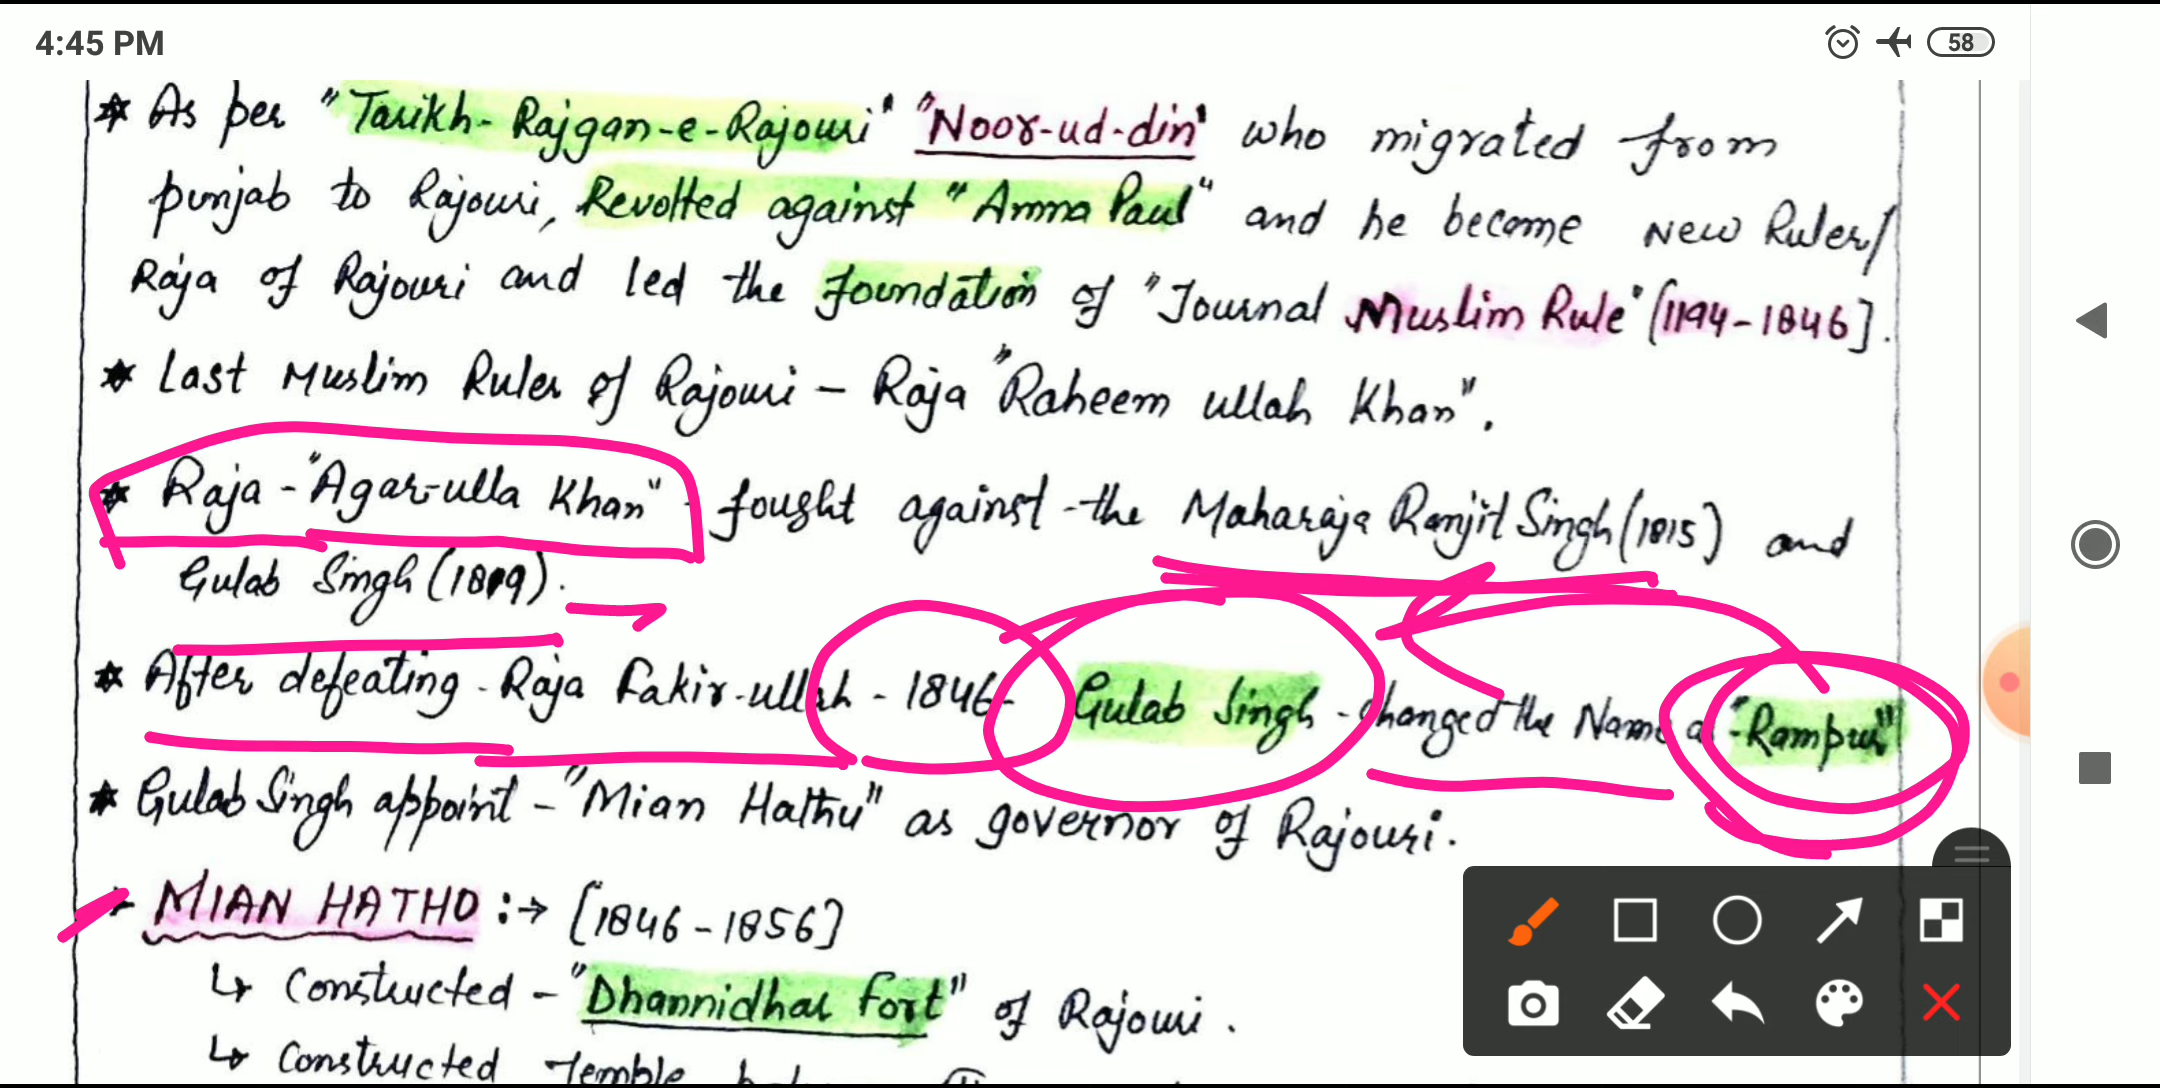 4:45 PM
58
* As per "Tarikh-Rajgan-e-Rajouri" "Noor-ud-din" who migrated from
punjab to Rajouri, Revolted against "Amna Paul" and he become New Ruler/
Raja of Rajouri and led the foundation of "Journal Muslim Rule" [1194-1846].
* Last Muslim Ruler of Rajouri - Raja "Raheem ullah Khan".
* Raja - "Agar-ulla Khan" - fought against the Maharaja Ranjit Singh (1815) and
Gulab Singh (1819).
* After defeating - Raja Fakir-ullah - 1846 - Gulab Singh - changed the Name as "Rampur"
* Gulab Singh appoint - "Mian Hathu" as governor of Rajouri.
MIAN HATHO :→ [1846-1856]
↳ Constructed - "Dhannidhar Fort" of Rajouri.
↳ Constructed Temple